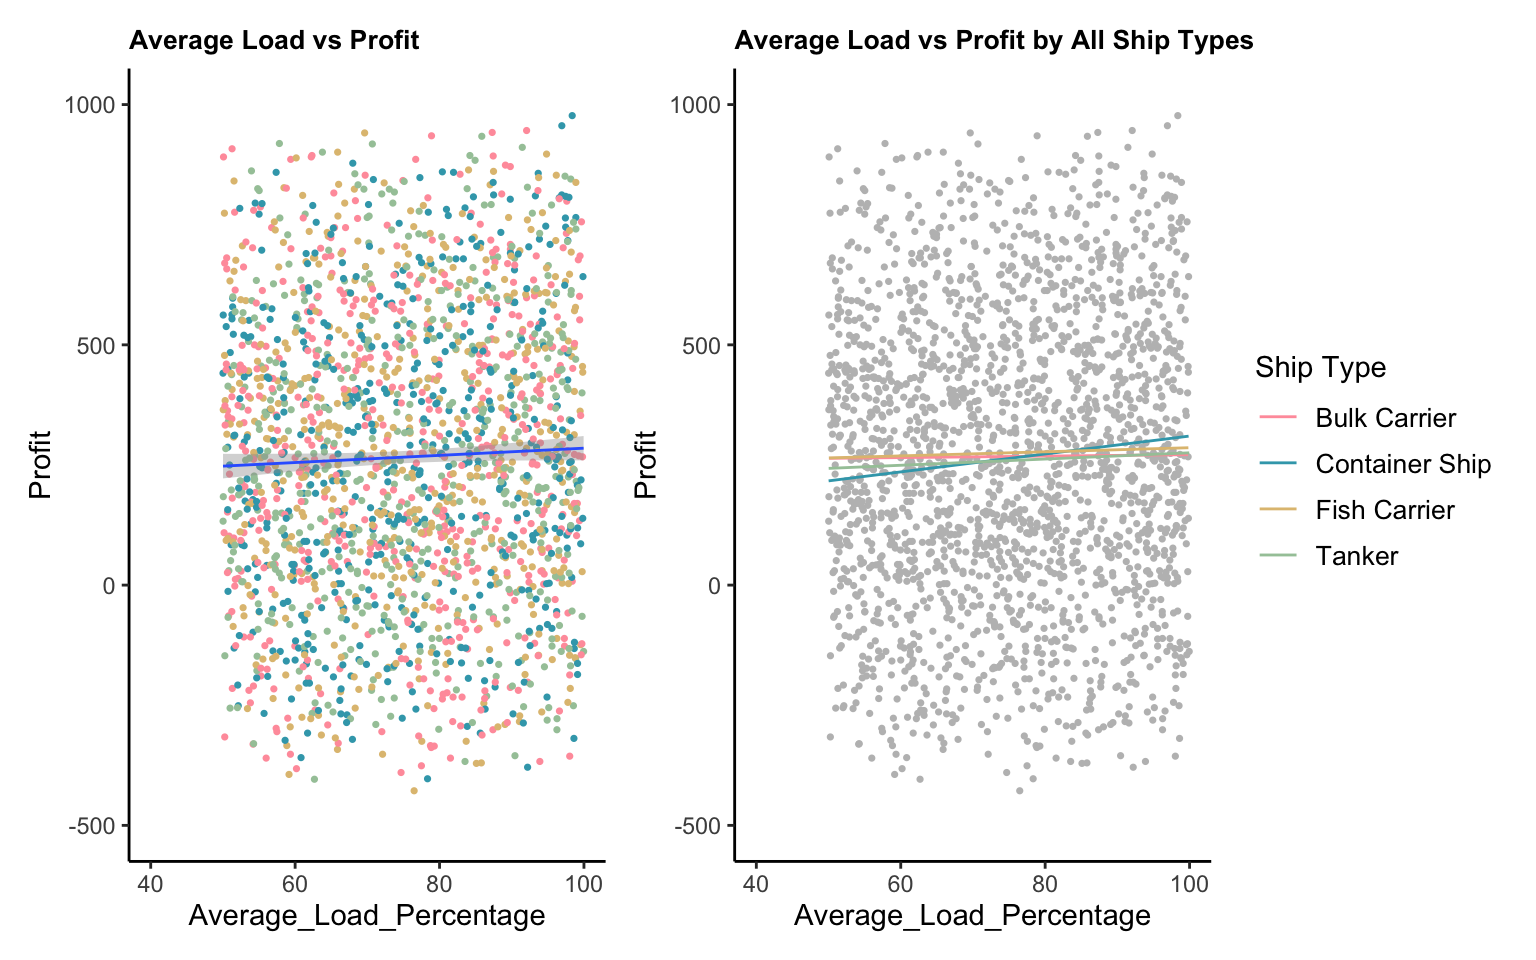 Average Load vs Profit
1000
500
0
-500
Profit
40 60 80 100
Average_Load_Percentage
Average Load vs Profit by All Ship Types
1000
500
0
-500
Profit
40 60 80 100
Average_Load_Percentage
Ship Type
Bulk Carrier
Container Ship
Fish Carrier
Tanker